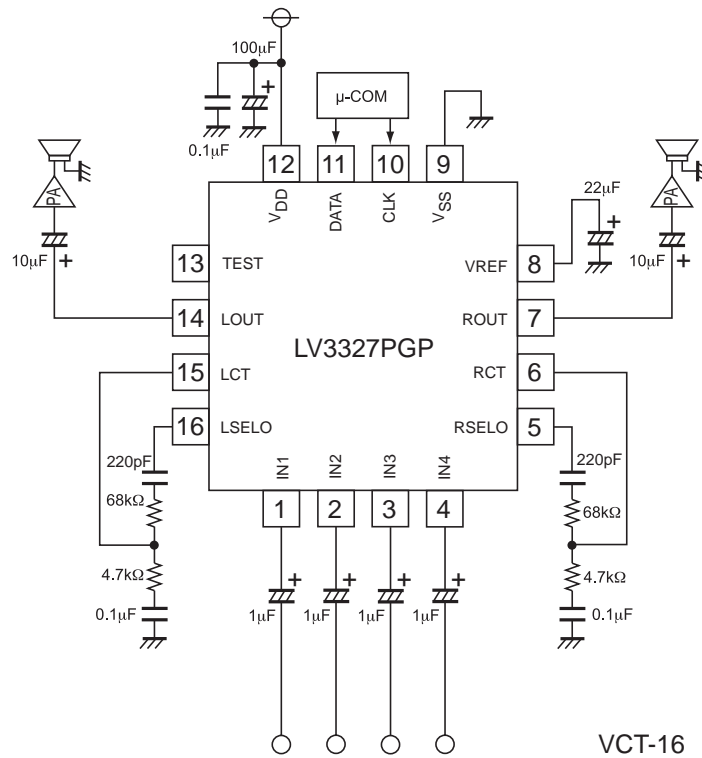 100µF
µ-COM
0.1µF
12
11
10
9
PA
PA
VDD
DATA
CLK
VSS
22µF
10µF
10µF
13
TEST
VREF
8
14
LOUT
ROUT
7
LV3327PGP
15
LCT
RCT
6
16
LSELO
RSELO
5
220pF
IN1
IN2
IN3
IN4
220pF
68kΩ
1
2
3
4
68kΩ
4.7kΩ
4.7kΩ
0.1µF
1µF
1µF
1µF
1µF
0.1µF
VCT-16